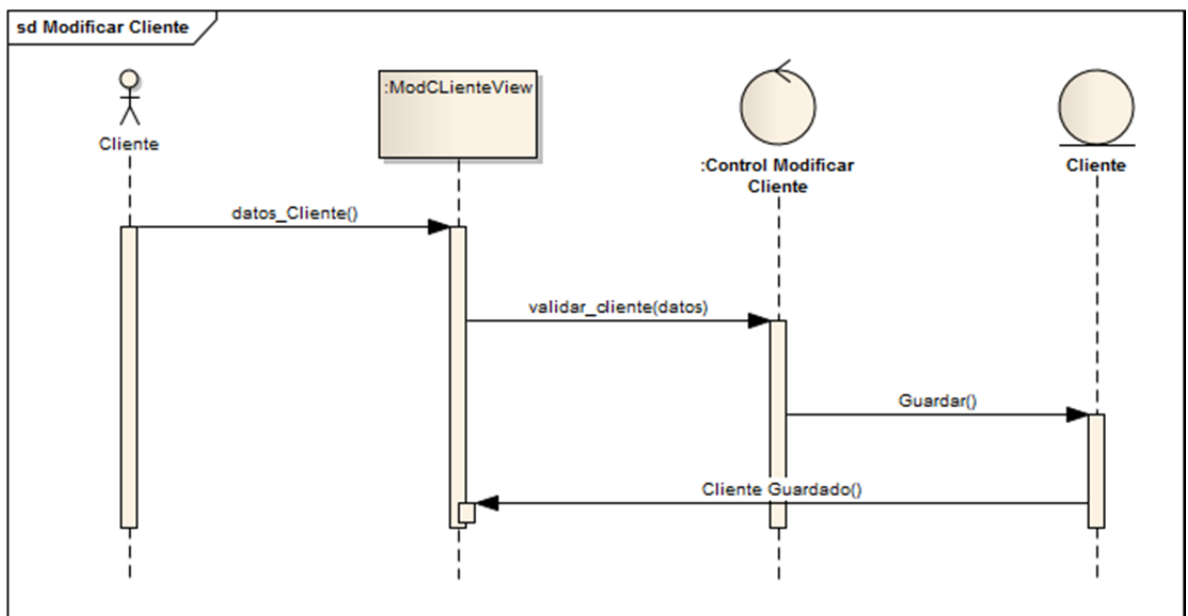 sd Modificar Cliente
Cliente
:ModCLienteView
:Control Modificar
Cliente
Cliente
datos_Cliente()
validar_cliente(datos)
Guardar()
Cliente Guardado()